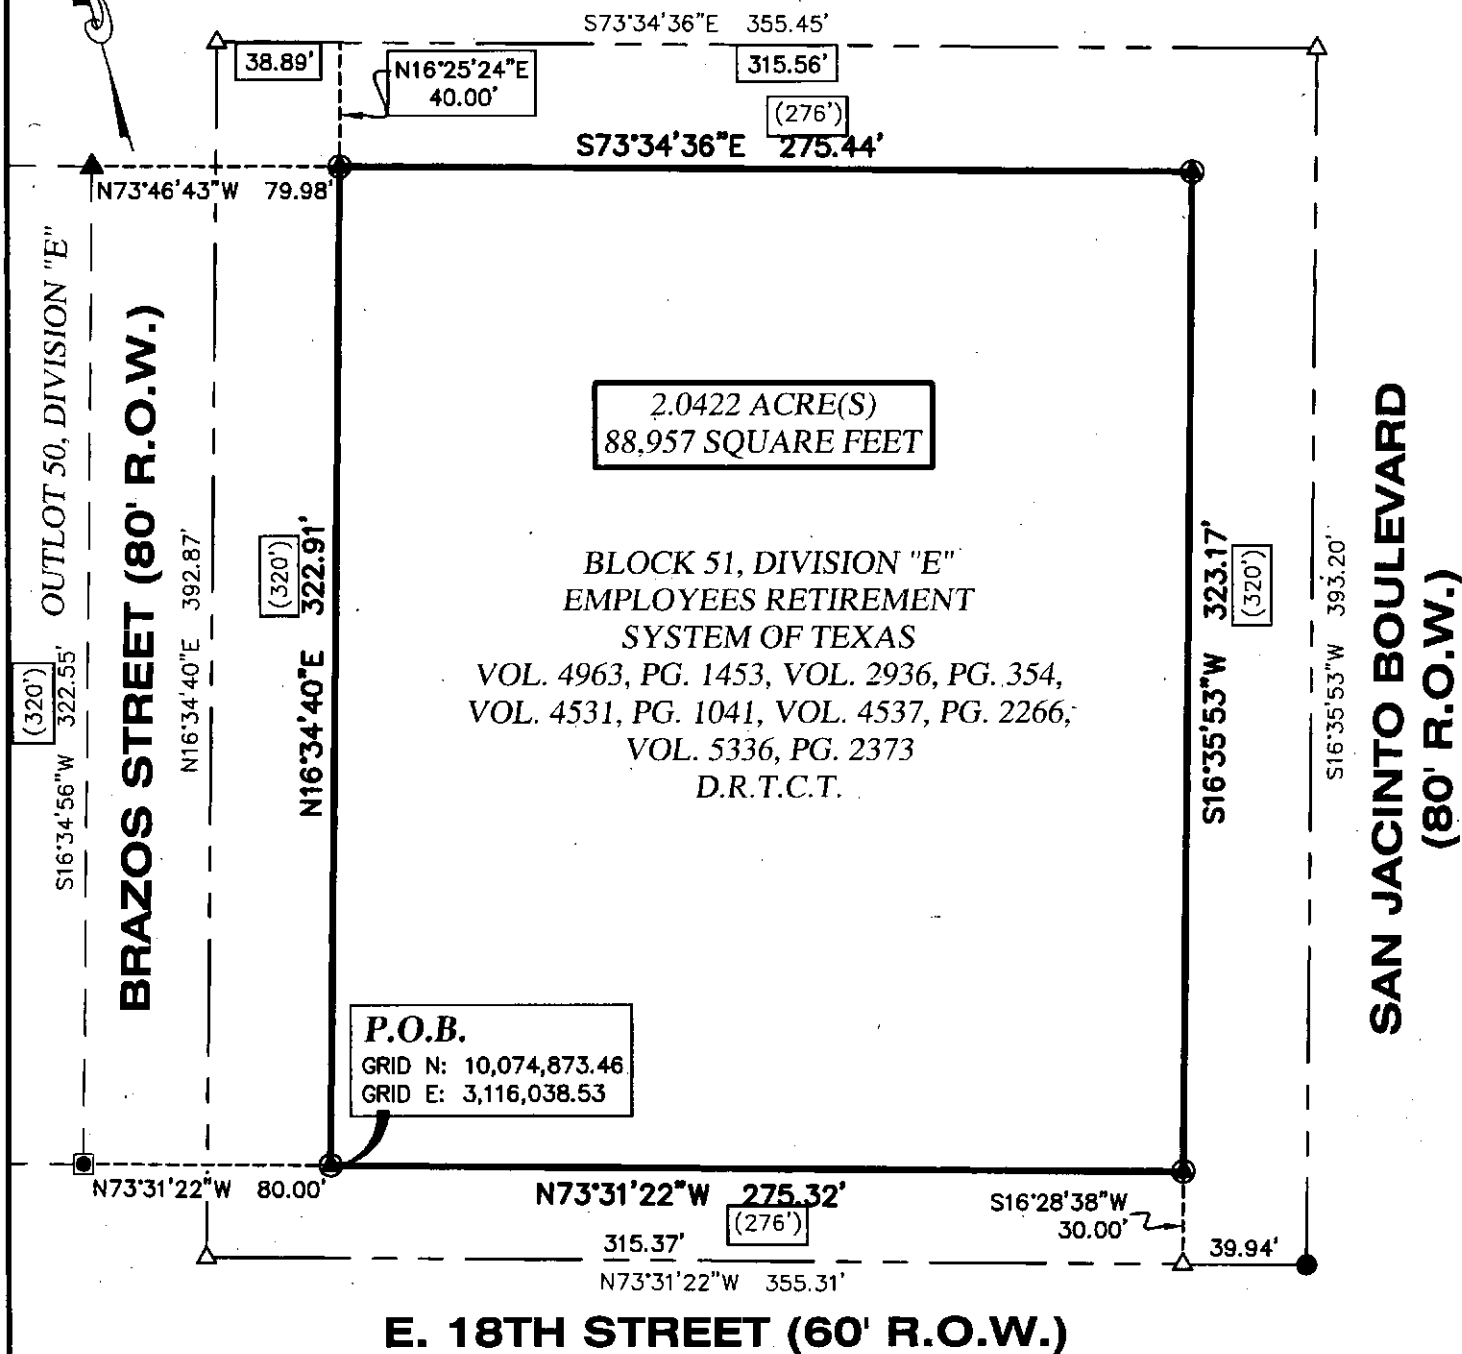 S73°34'36"E 355.45'
38.89'
N16°25'24"E
40.00'
315.56'
(276')
S73°34'36"E 275.44'
N73°46'43"W 79.98'
OUTLOT 50, DIVISION "E"
S16°34'56"W 322.55'
(320')
BRAZOS STREET (80' R.O.W.)
N16°34'40"E 392.87'
(320')
N16°34'40"E 322.91'
2.0422 ACRE(S)
88,957 SQUARE FEET
BLOCK 51, DIVISION "E"
EMPLOYEES RETIREMENT
SYSTEM OF TEXAS
VOL. 4963, PG. 1453, VOL. 2936, PG. 354,
VOL. 4531, PG. 1041, VOL. 4537, PG. 2266,
VOL. 5336, PG. 2373
D.R.T.C.T.
S16°35'53"W 323.17'
(320')
S16°35'53"W 393.20'
SAN JACINTO BOULEVARD
(80' R.O.W.)
P.O.B.
GRID N: 10,074,873.46
GRID E: 3,116,038.53
N73°31'22"W 80.00'
N73°31'22"W 275.32'
(276')
S16°28'38"W
30.00'
315.37'
39.94'
N73°31'22"W 355.31'
E. 18TH STREET (60' R.O.W.)